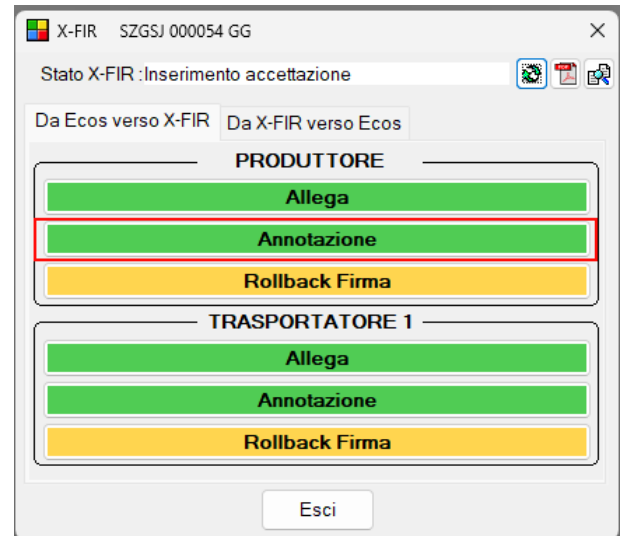 X-FIR SZGSJ 000054 GG
Stato X-FIR :Inserimento accettazione
Da Ecos verso X-FIR Da X-FIR verso Ecos
PRODUTTORE
Allega
Annotazione
Rollback Firma
TRASPORTATORE 1
Allega
Annotazione
Rollback Firma
Esci